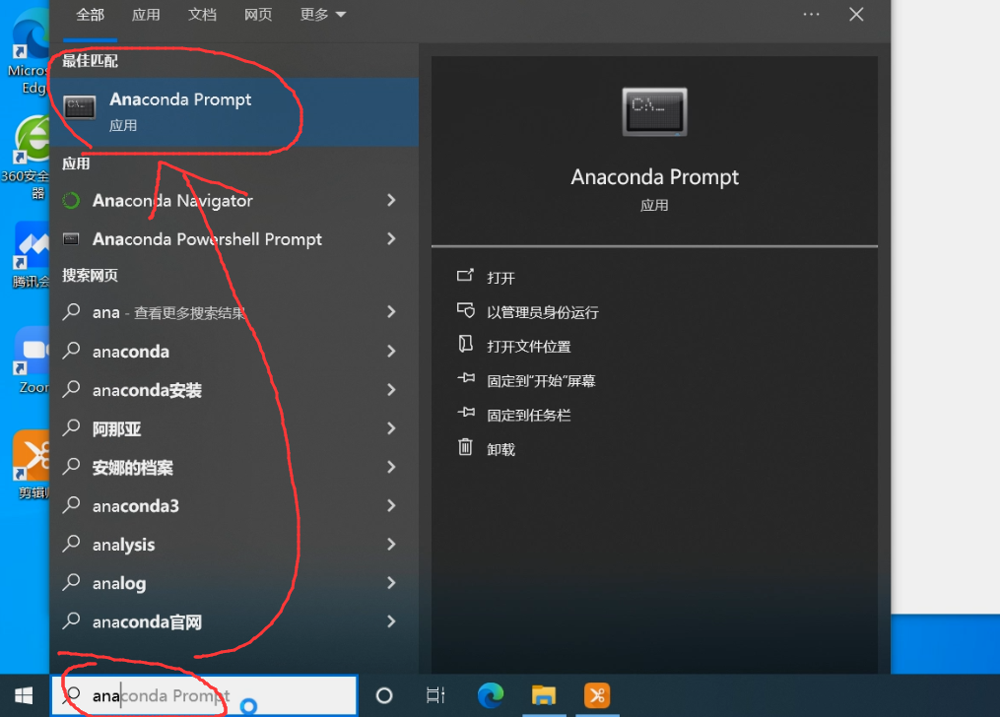 全部 应用 文档 网页 更多
最佳匹配
Anaconda Prompt
应用
应用
Anaconda Navigator
Anaconda Powershell Prompt
搜索网页
ana - 查看更多搜索结果
anaconda
anaconda安装
阿那亚
安娜的档案
anaconda3
analysis
analog
anaconda官网
anaconda Prompt
C:\_
Anaconda Prompt
应用
打开
以管理员身份运行
打开文件位置
固定到“开始”屏幕
固定到任务栏
卸载
Micros
Edg
360安全
器
腾讯会
Zoom
剪辑